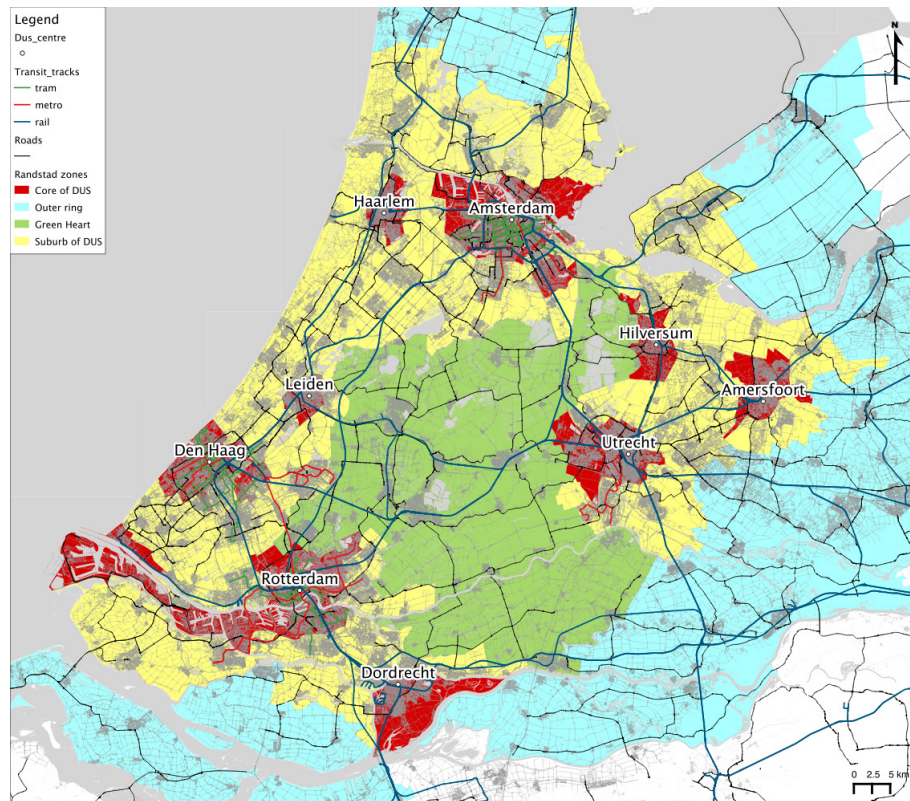 Legend
Dus_centre
Transit_tracks
tram
metro
rail
Roads
Randstad zones
Core of DUS
Outer ring
Green Heart
Suburb of DUS
N
Haarlem
Amsterdam
Hilversum
Leiden
Amersfoort
Den Haag
Utrecht
Rotterdam
Dordrecht
0 2.5 5 km